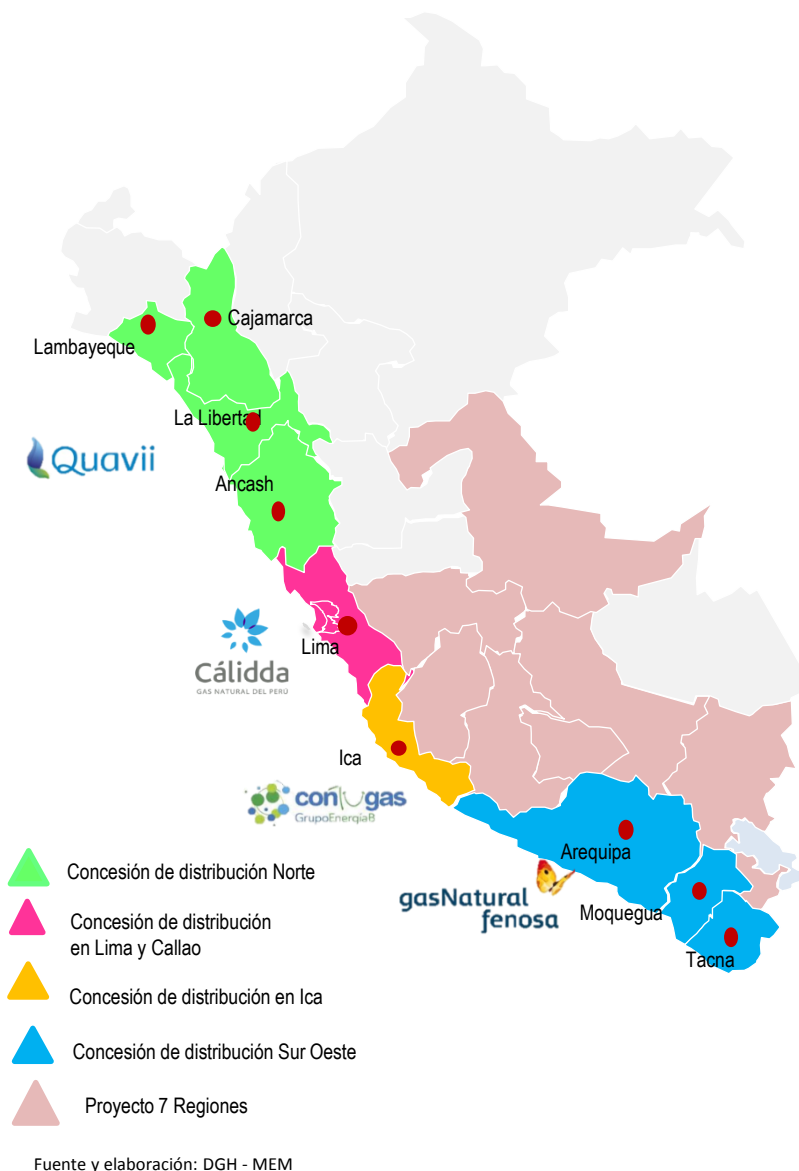 Cajamarca
Lambayeque
La Libertad
Quavii
Ancash
Lima
Cálidda
GAS NATURAL DEL PERÚ
Ica
contugas
GrupoEnergíaB
Concesión de distribución Norte
Arequipa
gasNatural
fenosa
Moquegua
Concesión de distribución
en Lima y Callao
Tacna
Concesión de distribución en Ica
Concesión de distribución Sur Oeste
Proyecto 7 Regiones
Fuente y elaboración: DGH - MEM